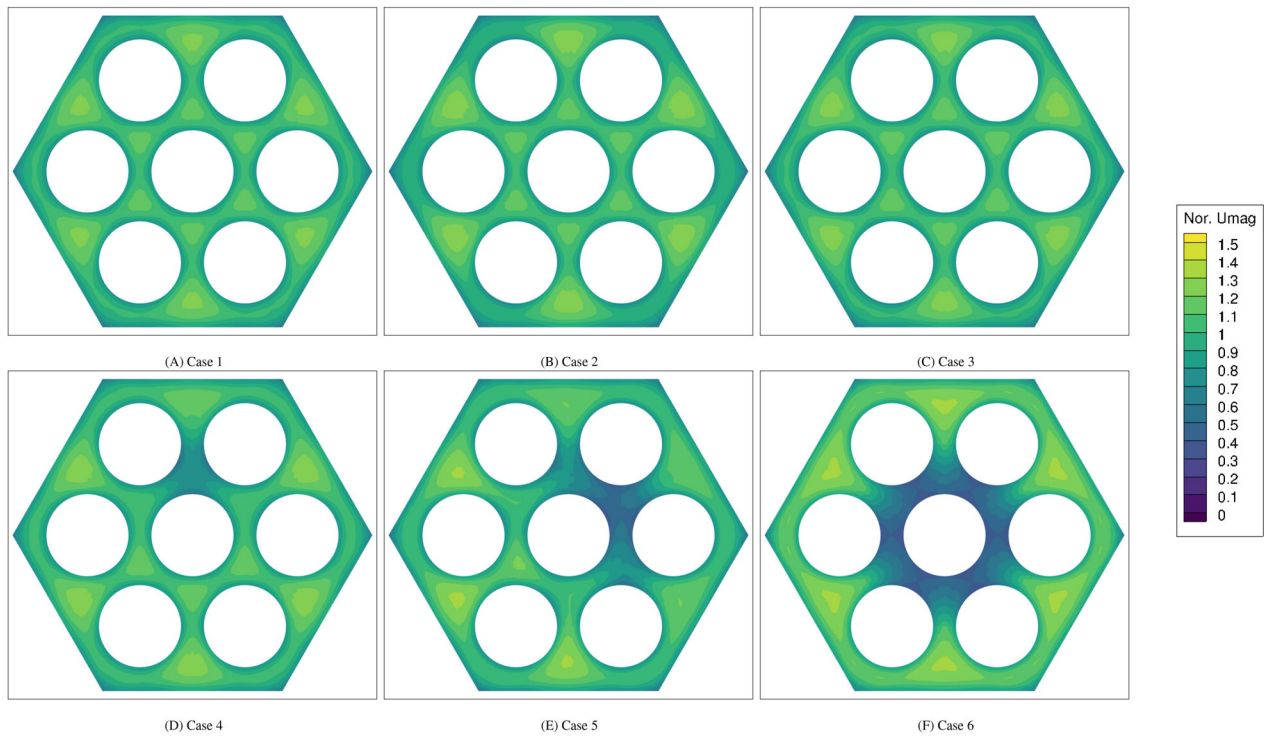 (A) Case 1
(B) Case 2
(C) Case 3
Nor. Umag
1.5
1.4
1.3
1.2
1.1
1
0.9
0.8
0.7
0.6
0.5
0.4
0.3
0.2
0.1
0
(D) Case 4
(E) Case 5
(F) Case 6